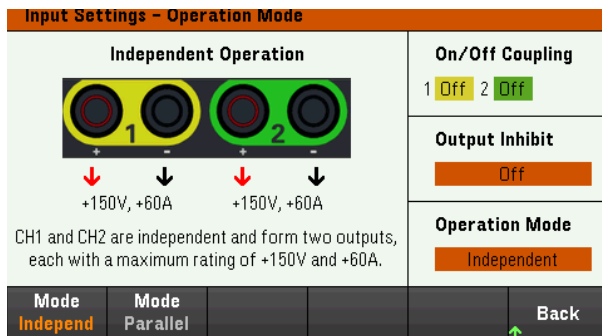 Input Settings - Operation Mode
Independent Operation
1 2
+ - + -
+150V, +60A +150V, +60A
CH1 and CH2 are independent and form two outputs,
each with a maximum rating of +150V and +60A.
On/Off Coupling
1 Off 2 Off
Output Inhibit
Off
Operation Mode
Independent
Mode
Independ
Mode
Parallel
Back